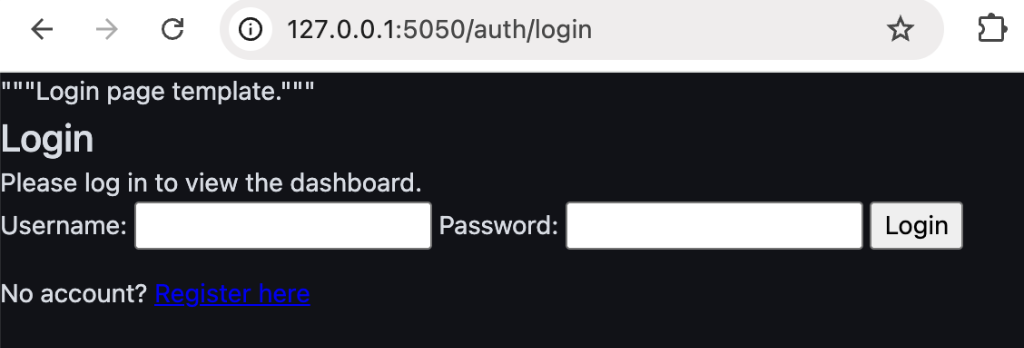 127.0.0.1:5050/auth/login
"""Login page template."""
Login
Please log in to view the dashboard.
Username: Password: Login
No account? Register here